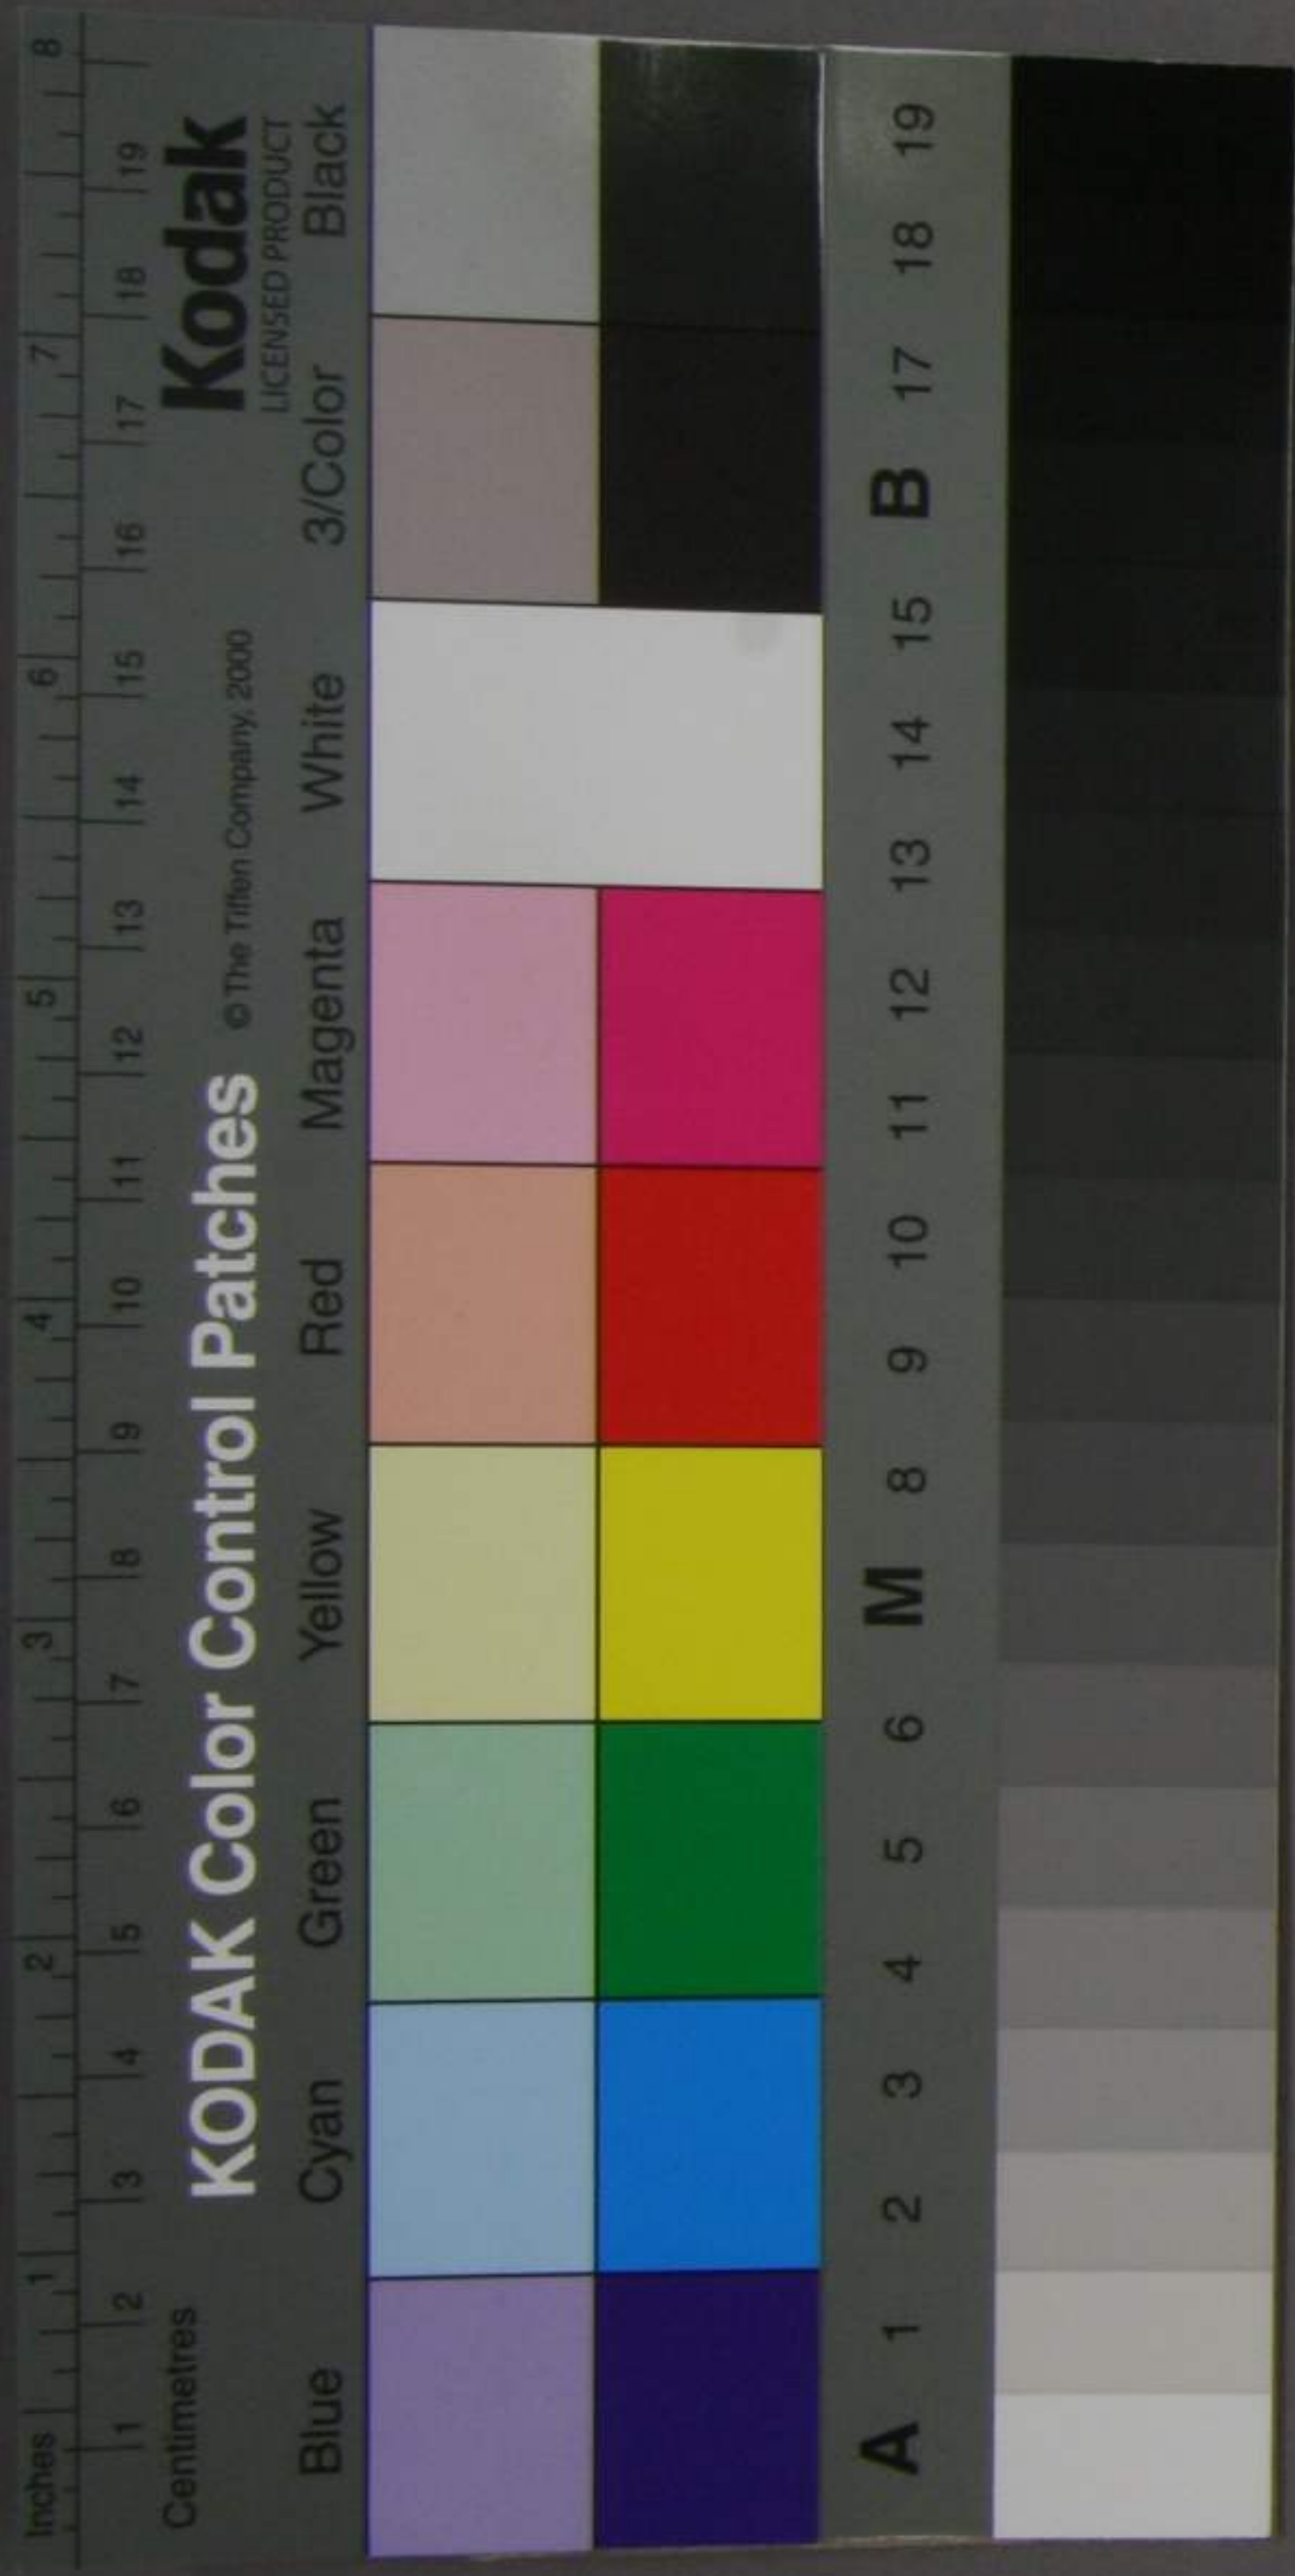 Inches 1 2 3 4 5 6 7 8
1 2 3 4 5 6 7 8 9 10 11 12 13 14 15 16 17 18 19
Centimetres
KODAK Color Control Patches © The Tiffen Company, 2000 Kodak
LICENSED PRODUCT
Blue Cyan Green Yellow Red Magenta White 3/Color Black
A 1 2 3 4 5 6 M 8 9 10 11 12 13 14 15 B 17 18 19